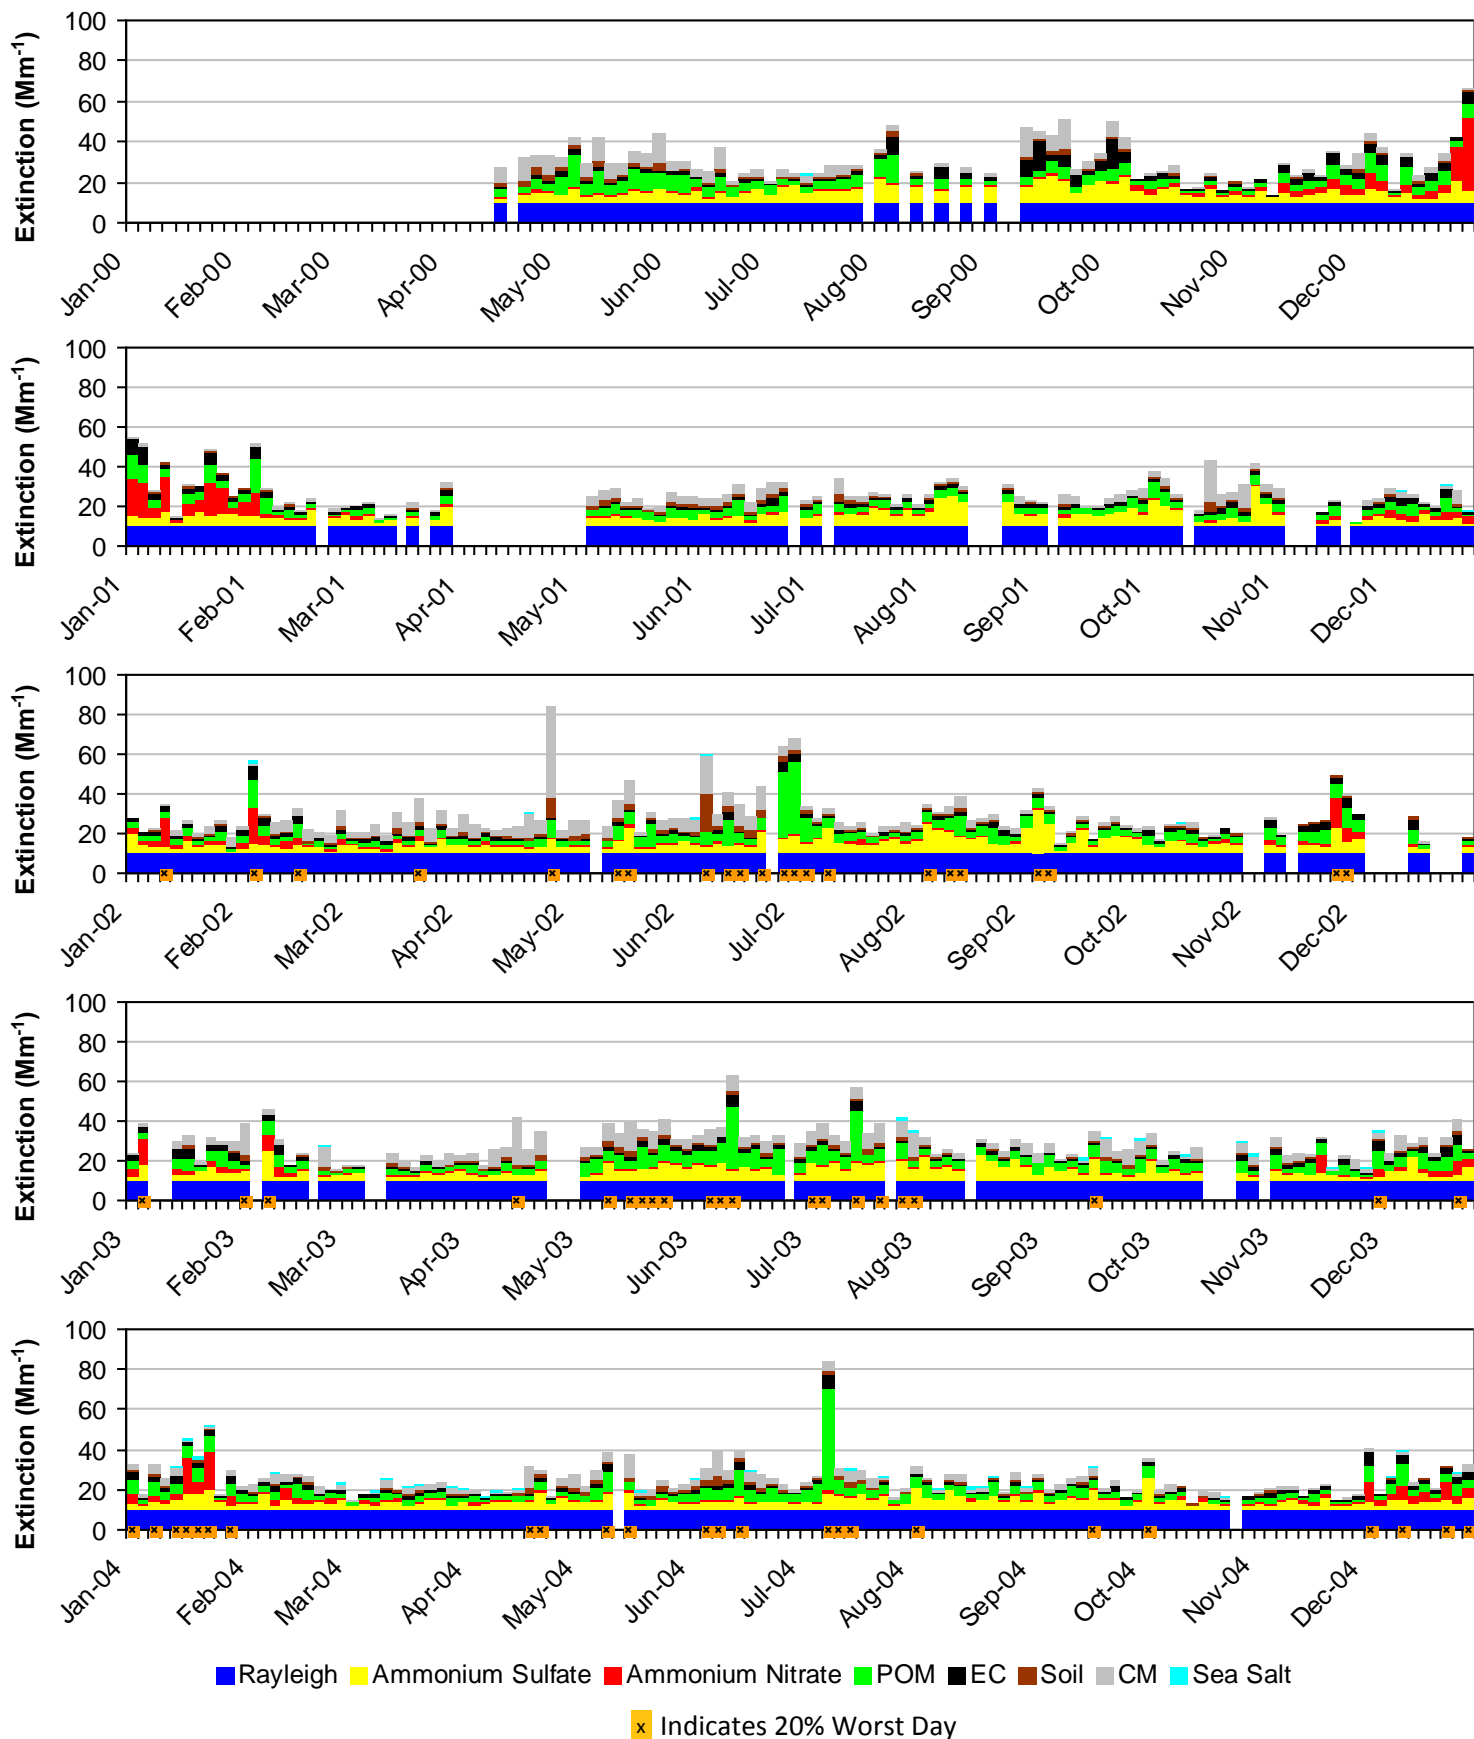 Extinction (Mm-1)
100
80
60
40
20
0
Jan-00 Feb-00 Mar-00 Apr-00 May-00 Jun-00 Jul-00 Aug-00 Sep-00 Oct-00 Nov-00 Dec-00
Extinction (Mm-1)
100
80
60
40
20
0
Jan-01 Feb-01 Mar-01 Apr-01 May-01 Jun-01 Jul-01 Aug-01 Sep-01 Oct-01 Nov-01 Dec-01
Extinction (Mm-1)
100
80
60
40
20
0
Jan-02 Feb-02 Mar-02 Apr-02 May-02 Jun-02 Jul-02 Aug-02 Sep-02 Oct-02 Nov-02 Dec-02
Extinction (Mm-1)
100
80
60
40
20
0
Jan-03 Feb-03 Mar-03 Apr-03 May-03 Jun-03 Jul-03 Aug-03 Sep-03 Oct-03 Nov-03 Dec-03
Extinction (Mm-1)
100
80
60
40
20
0
Jan-04 Feb-04 Mar-04 Apr-04 May-04 Jun-04 Jul-04 Aug-04 Sep-04 Oct-04 Nov-04 Dec-04
Rayleigh Ammonium Sulfate Ammonium Nitrate POM EC Soil CM Sea Salt
x Indicates 20% Worst Day